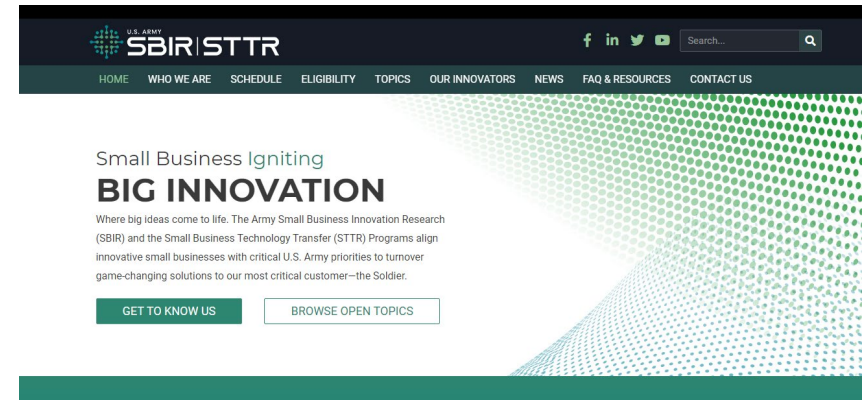 U.S. ARMY
SBIR|STTR
Search...
HOME WHO WE ARE SCHEDULE ELIGIBILITY TOPICS OUR INNOVATORS NEWS FAQ & RESOURCES CONTACT US
Small Business Igniting
BIG INNOVATION
Where big ideas come to life. The Army Small Business Innovation Research
(SBIR) and the Small Business Technology Transfer (STTR) Programs align
innovative small businesses with critical U.S. Army priorities to turnover
game-changing solutions to our most critical customer—the Soldier.
GET TO KNOW US BROWSE OPEN TOPICS